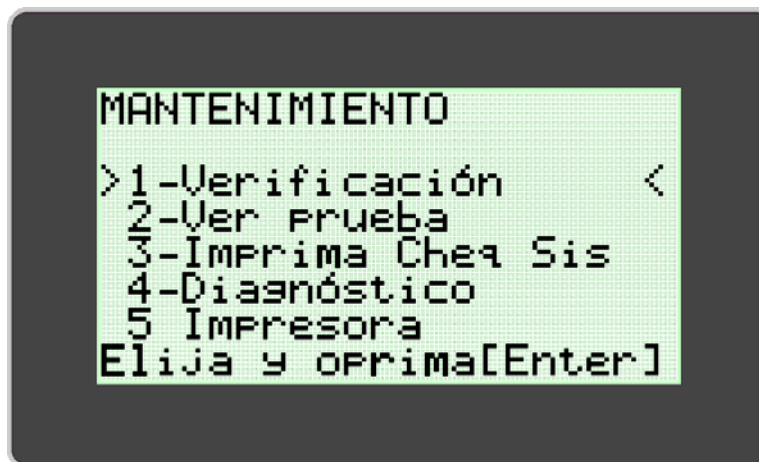 MANTENIMIENTO
>1-Verificación <
2-Ver prueba
3-Imprima Cheq Sis
4-Diagnóstico
5 Impresora
Elija y oprima[Enter]